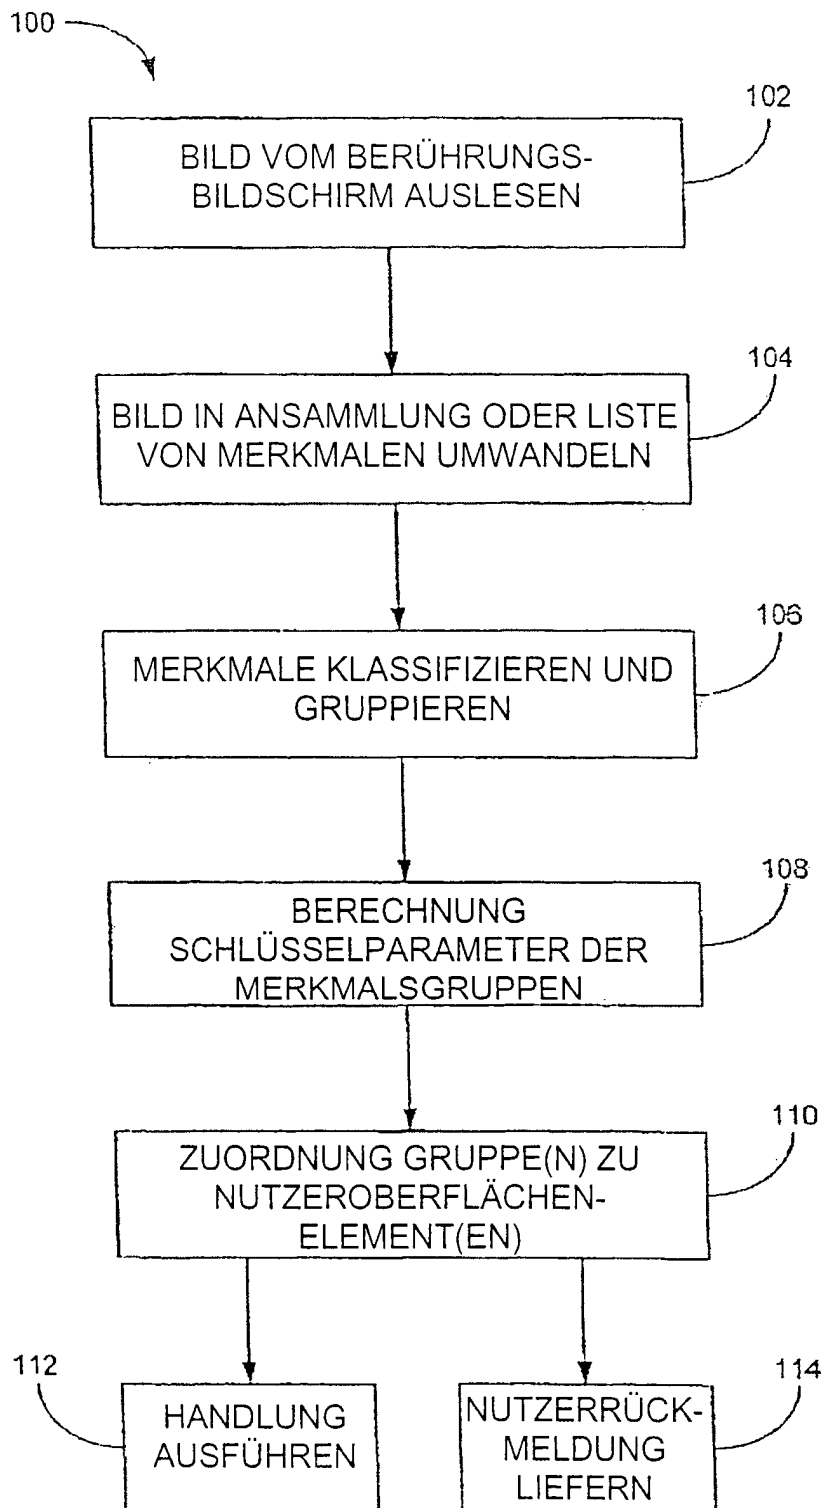 100
102
BILD VOM BERÜHRUNGS-
BILDSCHIRM AUSLESEN
104
BILD IN ANSAMMLUNG ODER LISTE
VON MERKMALEN UMWANDELN
106
MERKMALE KLASSIFIZIEREN UND
GRUPPIEREN
108
BERECHNUNG
SCHLÜSSELPARAMETER DER
MERKMALSGRUPPEN
110
ZUORDNUNG GRUPPE(N) ZU
NUTZEROBERFLÄCHEN-
ELEMENT(EN)
112
HANDLUNG
AUSFÜHREN
114
NUTZERRÜCK-
MELDUNG
LIEFERN